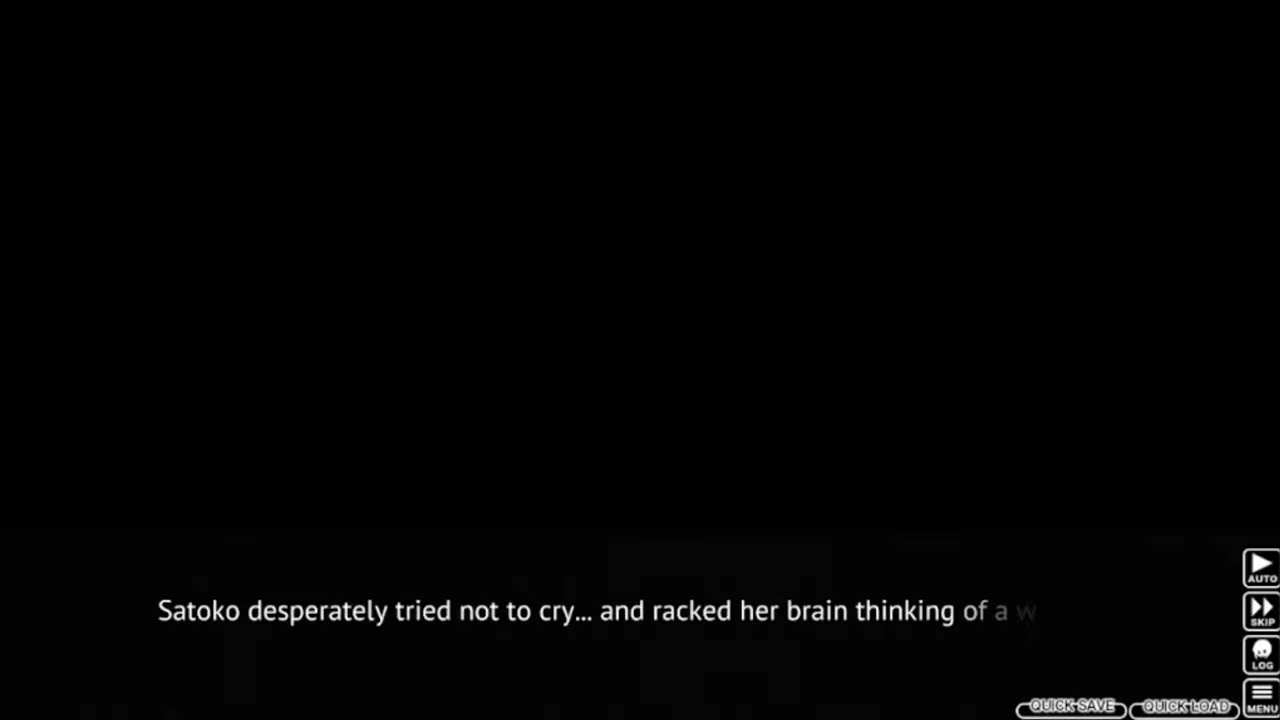 Satoko desperately tried not to cry... and racked her brain thinking of a w
AUTO
SKIP
LOG
MENU
QUICK SAVE
QUICK LOAD